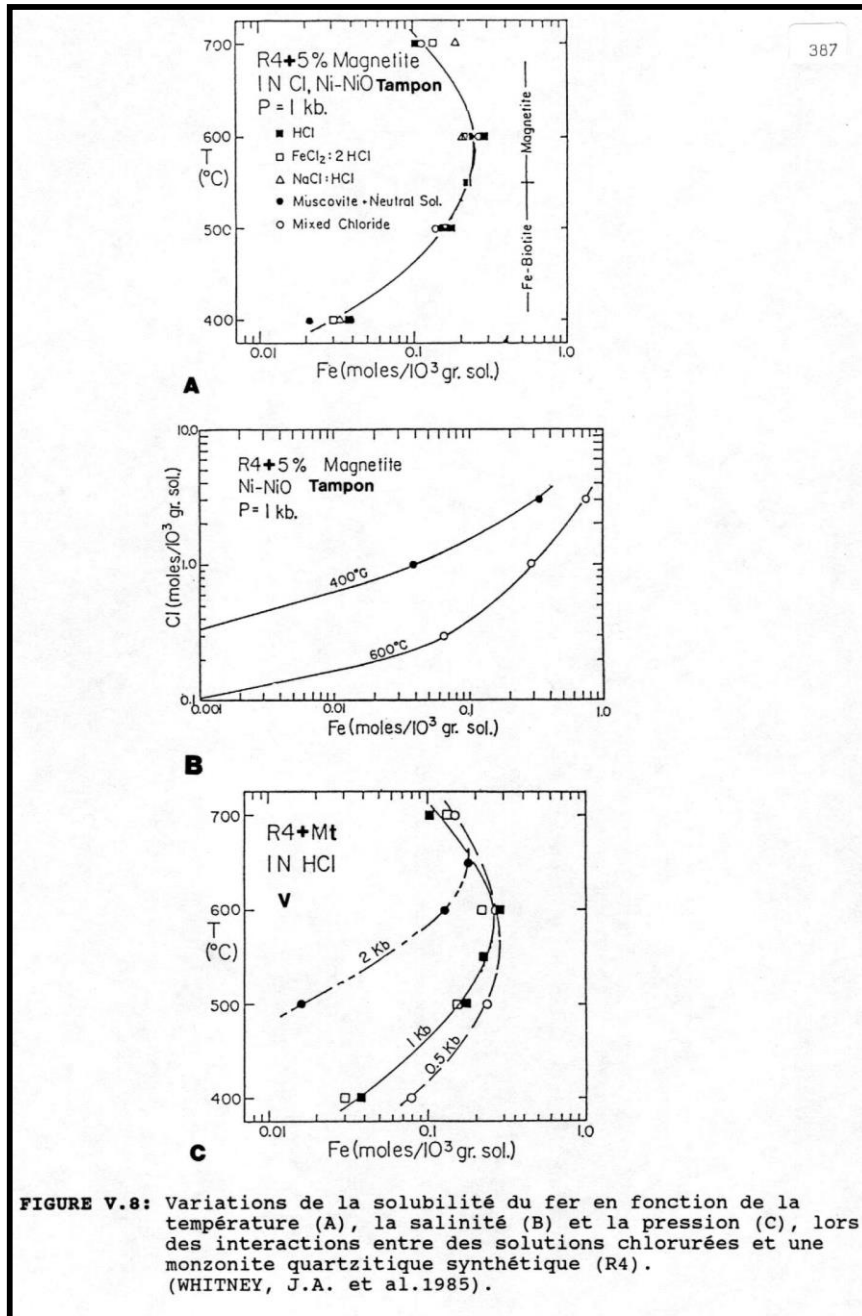 387
700
600
500
400
T
(°C)
R4+5% Magnetite
1 N Cl, Ni-NiO Tampon
P = 1 kb.
HCl
FeCl₂:2 HCl
NaCl:HCl
Muscovite + Neutral Sol.
Mixed Chloride
Magnetite
Fe-Biotite
0.01
0.1
1.0
Fe(moles/10³ gr. sol.)
A
10.0
1.0
0.1
Cl (moles/10³ gr. sol.)
R4+5% Magnetite
Ni-NiO Tampon
P= 1 kb.
400°C
600°C
0.001
0.01
0.1
1.0
Fe(moles/10³ gr. sol.)
B
700
600
500
400
T
(°C)
R4+Mt
1N HCl
V
2 Kb
1 Kb
0.5 Kb
0.01
0.1
1.0
Fe(moles/10³ gr. sol.)
C
FIGURE V.8: Variations de la solubilité du fer en fonction de la
température (A), la salinité (B) et la pression (C), lors
des interactions entre des solutions chlorurées et une
monzonite quartzitique synthétique (R4).
(WHITNEY, J.A. et al.1985).